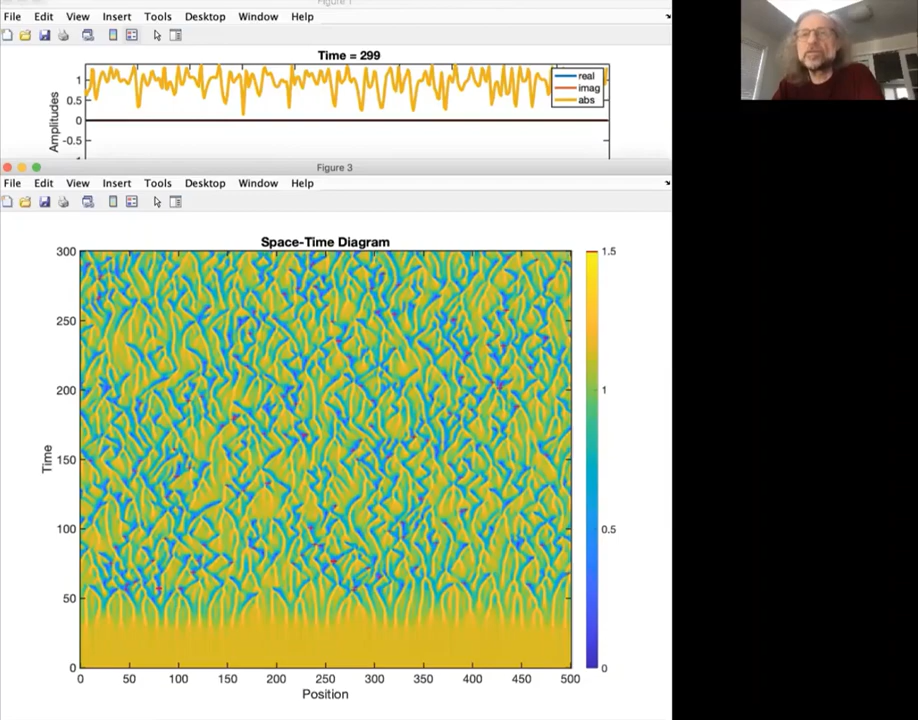 Figure 1
File Edit View Insert Tools Desktop Window Help
Time = 299
1
0.5
0
-0.5
Amplitudes
real
imag
abs
Figure 3
File Edit View Insert Tools Desktop Window Help
Space-Time Diagram
300
250
200
150
100
50
0
Time
0 50 100 150 200 250 300 350 400 450 500
Position
1.5
1
0.5
0